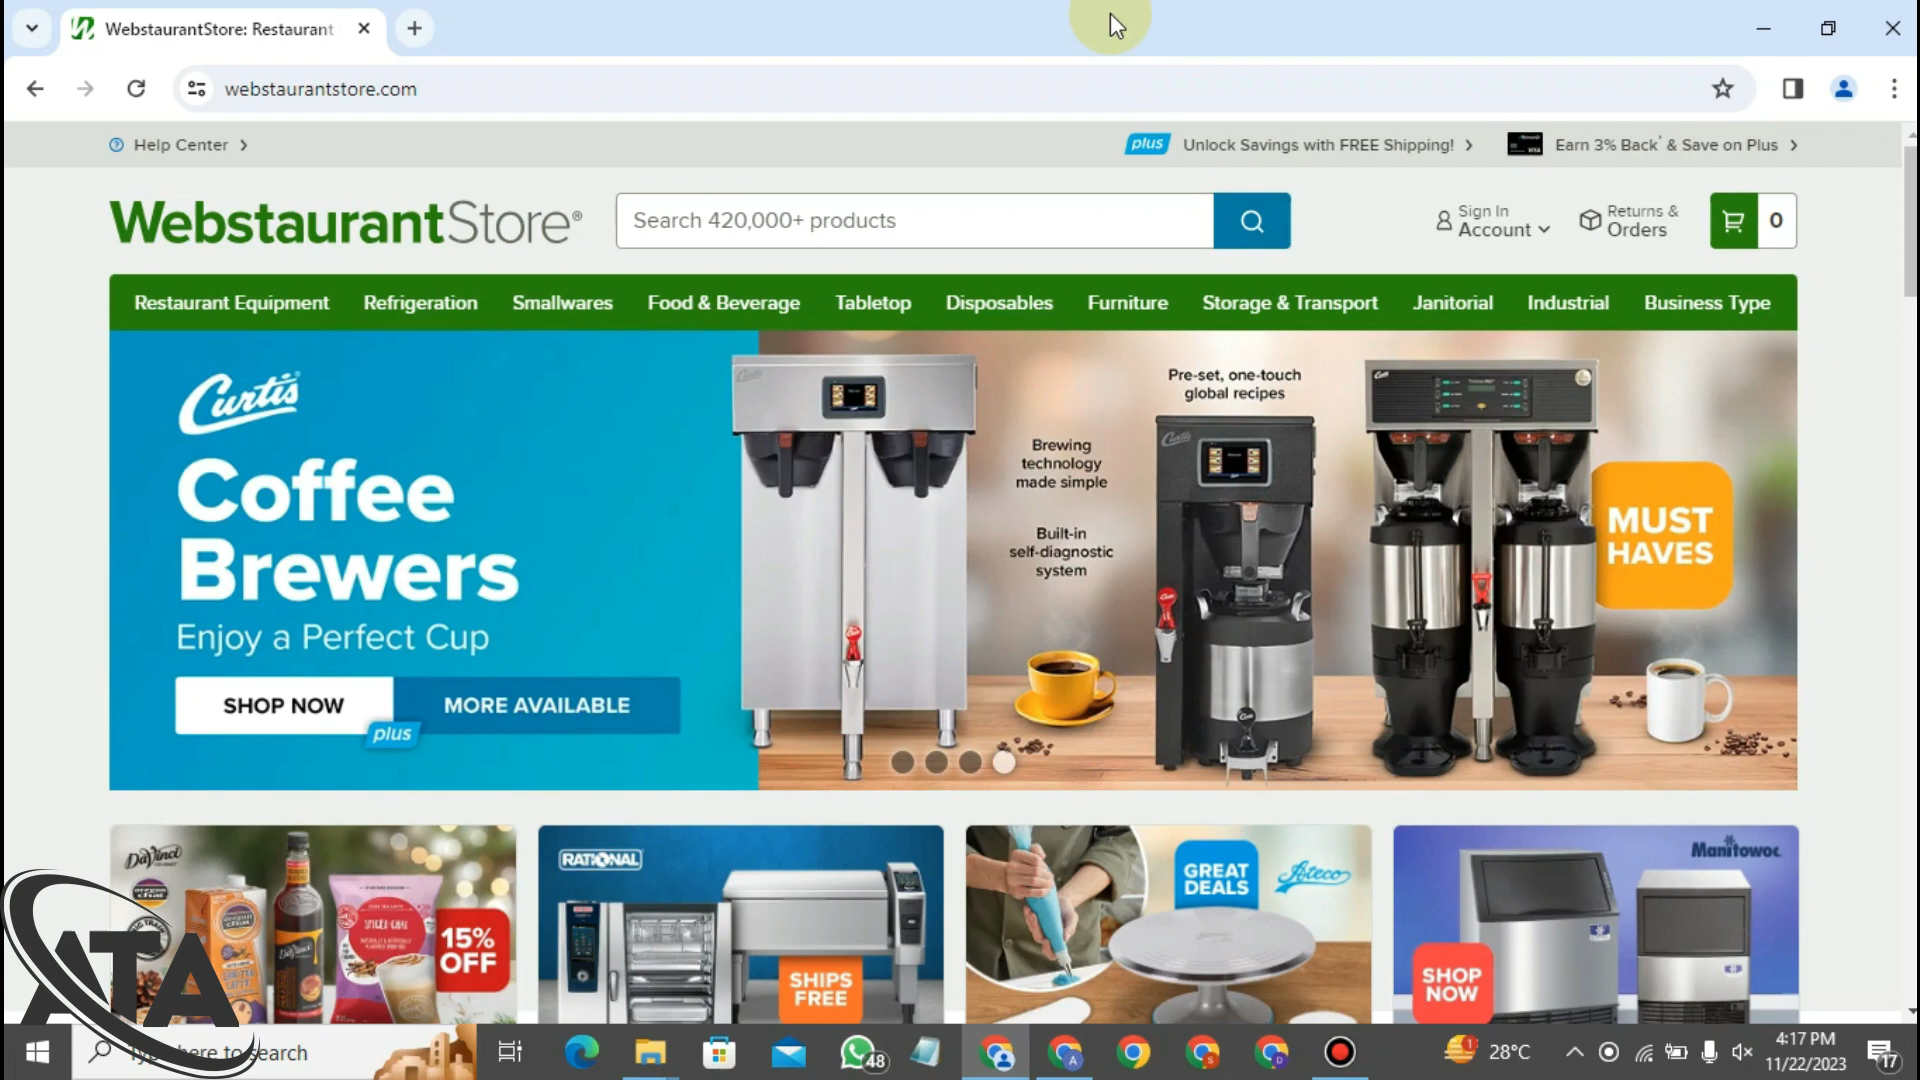 WebstaurantStore: Restaurant
webstaurantstore.com
Help Center
plus Unlock Savings with FREE Shipping!
Earn 3% Back* & Save on Plus
WebstaurantStore®
Search 420,000+ products
Sign In
Account
Returns &
Orders
0
Restaurant Equipment Refrigeration Smallwares Food & Beverage Tabletop Disposables Furniture Storage & Transport Janitorial Industrial Business Type
Curtis
Coffee
Brewers
Enjoy a Perfect Cup
SHOP NOW
MORE AVAILABLE
plus
Brewing
technology
made simple
Built-in
self-diagnostic
system
Pre-set, one-touch
global recipes
MUST
HAVES
DaVinci
15%
OFF
RATIONAL
SHIPS
FREE
GREAT
DEALS
Ateco
Manitowoc
SHOP
NOW
ATA
here to search
48
28°C
4:17 PM
11/22/2023
17